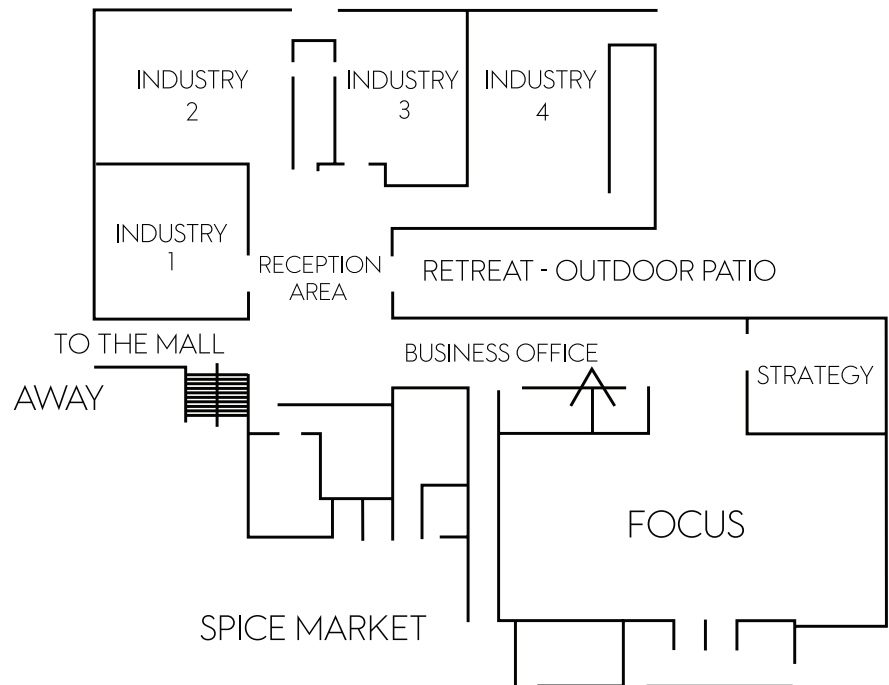 INDUSTRY
2
INDUSTRY
3
INDUSTRY
4
INDUSTRY
1
RECEPTION
AREA
RETREAT - OUTDOOR PATIO
TO THE MALL
BUSINESS OFFICE
STRATEGY
AWAY
FOCUS
SPICE MARKET